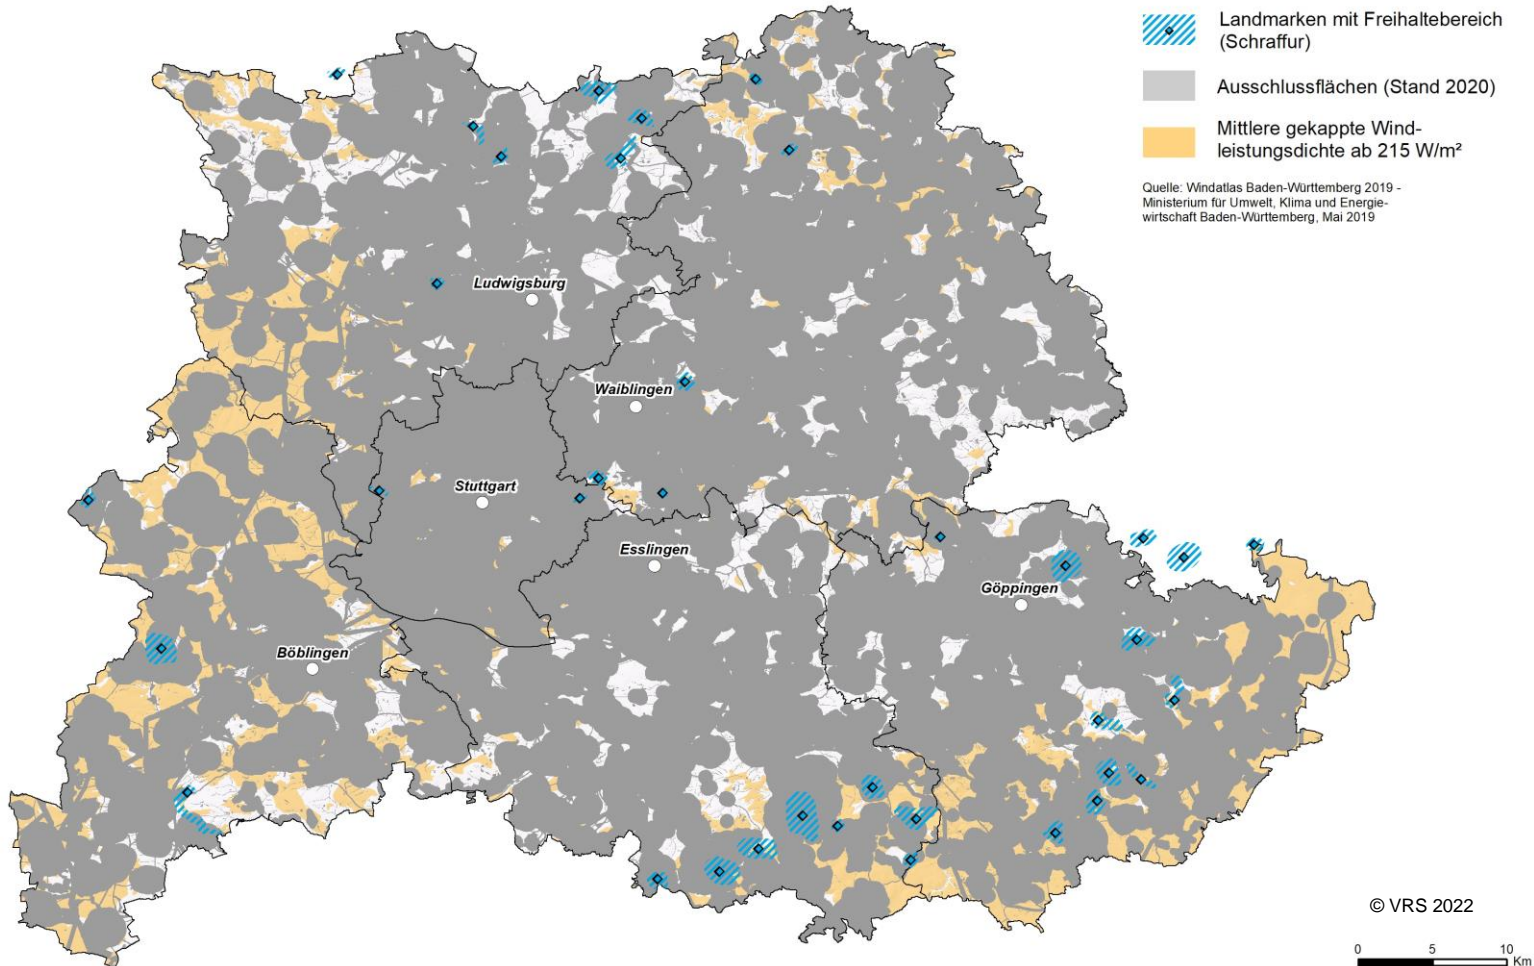 Landmarken mit Freihaltebereich
(Schraffur)
Ausschlussflächen (Stand 2020)
Mittlere gekappte Wind-
leistungsdichte ab 215 W/m²
Quelle: Windatlas Baden-Württemberg 2019 -
Ministerium für Umwelt, Klima und Energie-
wirtschaft Baden-Württemberg, Mai 2019
Ludwigsburg
Waiblingen
Stuttgart
Esslingen
Göppingen
Böblingen
© VRS 2022
0 5 10
Km